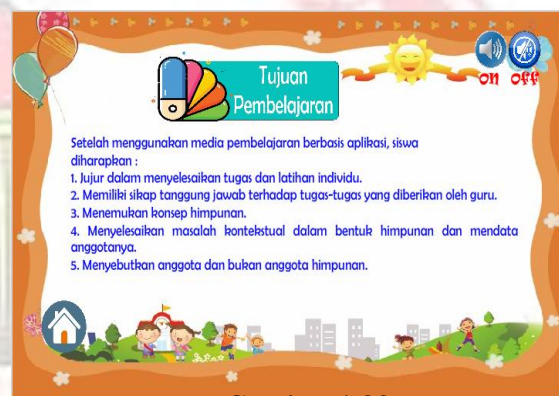 Tujuan
Pembelajaran
on off
Setelah menggunakan media pembelajaran berbasis aplikasi, siswa
diharapkan :
1. Jujur dalam menyelesaikan tugas dan latihan individu.
2. Memiliki sikap tanggung jawab terhadap tugas-tugas yang diberikan oleh guru.
3. Menemukan konsep himpunan.
4. Menyelesaikan masalah kontekstual dalam bentuk himpunan dan mendata
anggotanya.
5. Menyebutkan anggota dan bukan anggota himpunan.